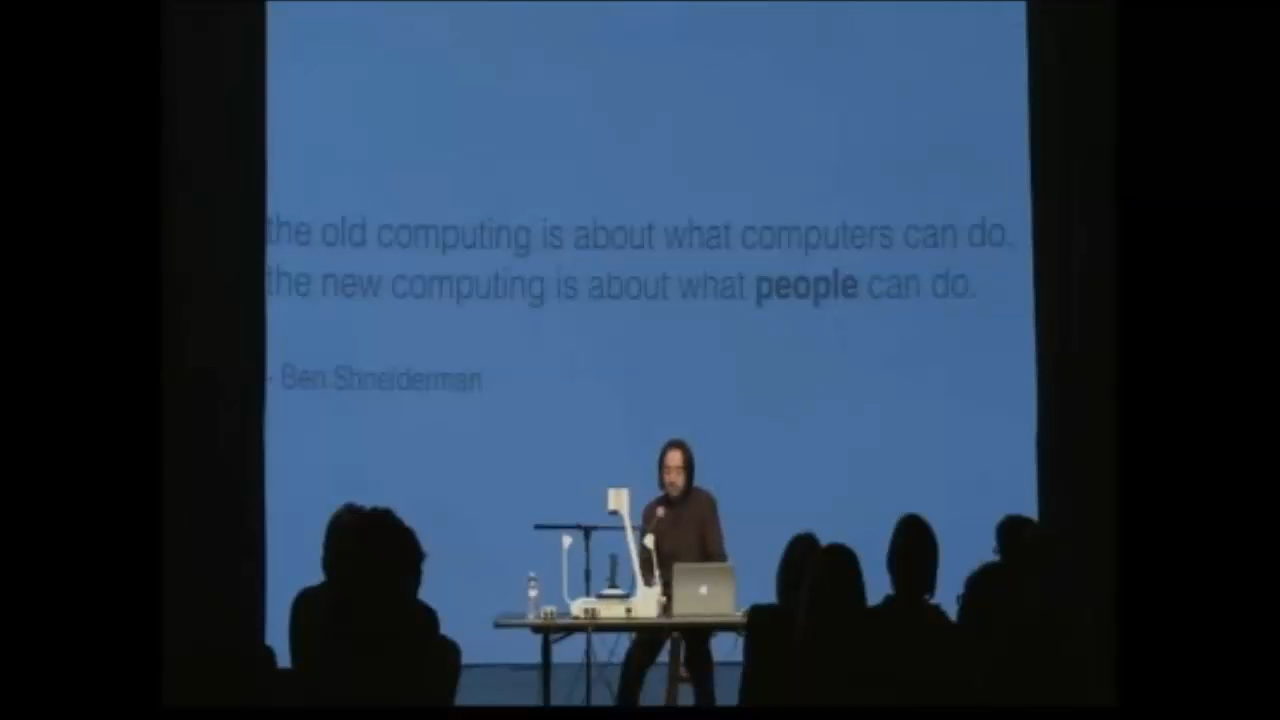 the old computing is about what computers can do.
the new computing is about what people can do.
- Ben Shneiderman